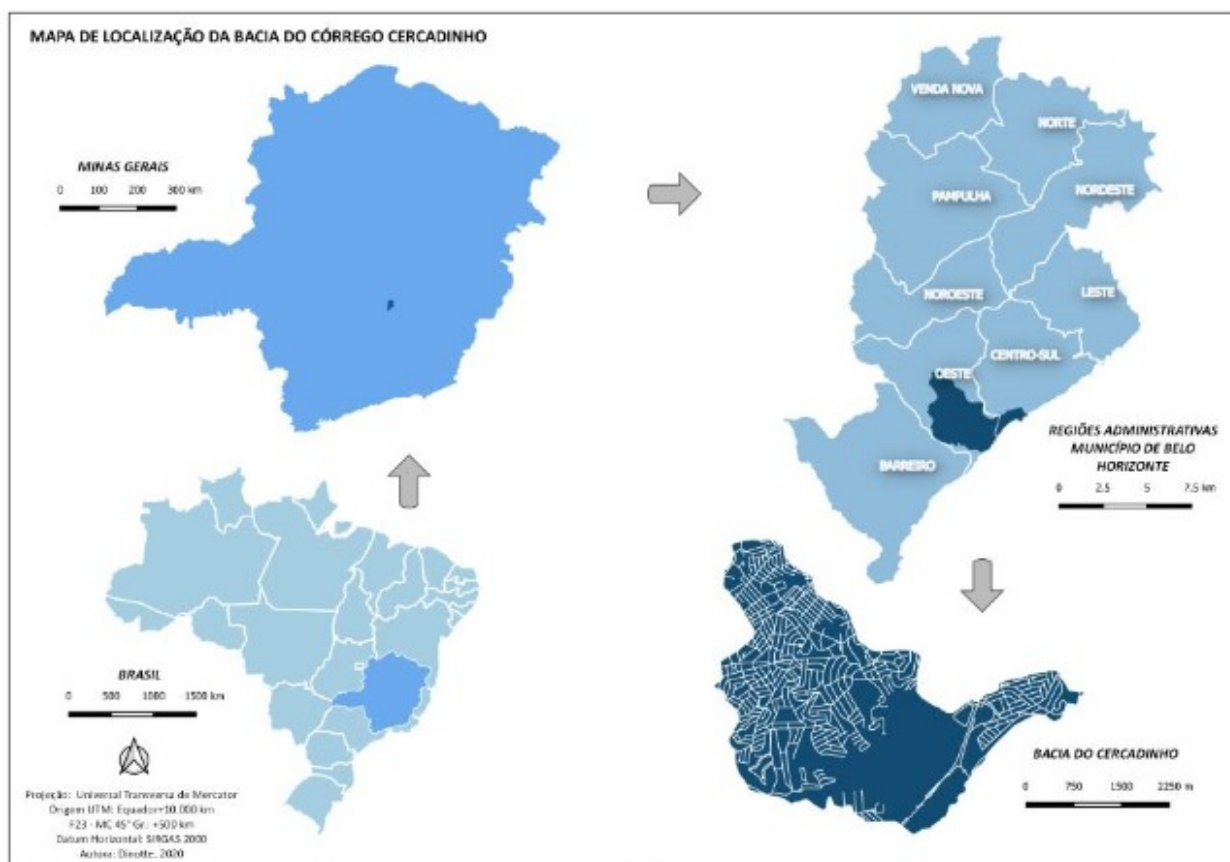 MAPA DE LOCALIZAÇÃO DA BACIA DO CÓRREGO CERCADINHO
MINAS GERAIS
0 100 200 300 km
VENDA NOVA
NORTE
NORDESTE
PAMPULHA
NOROESTE
LESTE
CENTRO-SUL
OESTE
BARREIRO
REGIÕES ADMINISTRATIVAS
MUNICÍPIO DE BELO
HORIZONTE
0 2.5 5 7.5 km
BRASIL
0 500 1000 1500 km
BACIA DO CERCADINHO
0 750 1500 2250 m
Projeção: Universal Transversa de Mercator
Origem UTM: Equador+10.000 km
F23 - MC 45° Gr.: +500 km
Datum Horizontal: SIRGAS 2000
Autora: Dinotte, 2020